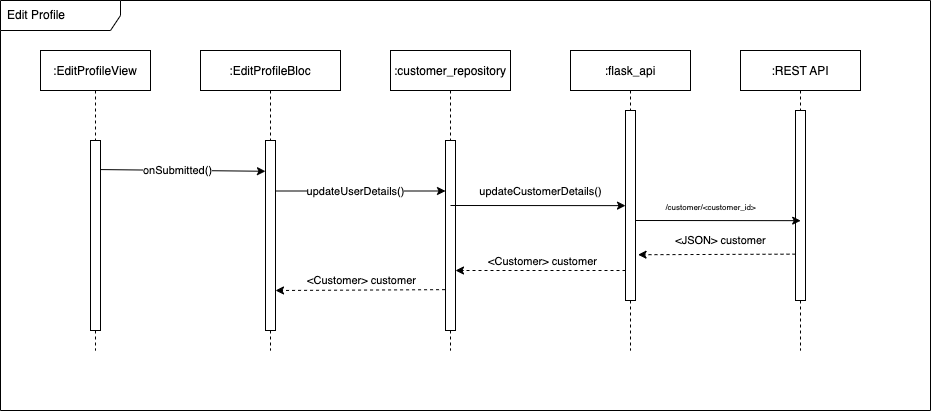 Edit Profile
:EditProfileView
:EditProfileBloc
:customer_repository
:flask_api
:REST API
onSubmitted()
updateUserDetails()
updateCustomerDetails()
/customer/<customer_id>
<JSON> customer
<Customer> customer
<Customer> customer